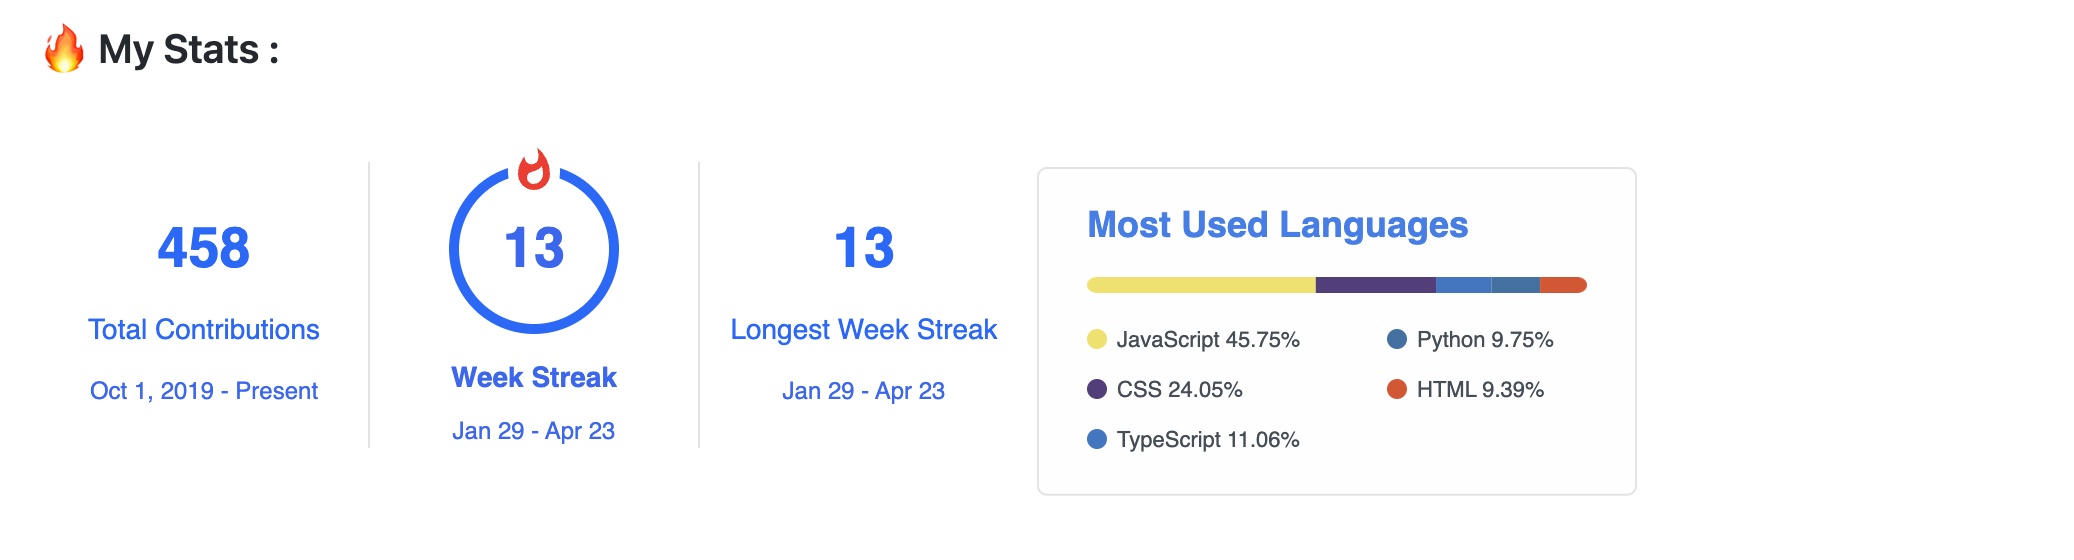 🔥 My Stats :
458
Total Contributions
Oct 1, 2019 - Present
13
Week Streak
Jan 29 - Apr 23
13
Longest Week Streak
Jan 29 - Apr 23
Most Used Languages
JavaScript 45.75%
CSS 24.05%
TypeScript 11.06%
Python 9.75%
HTML 9.39%